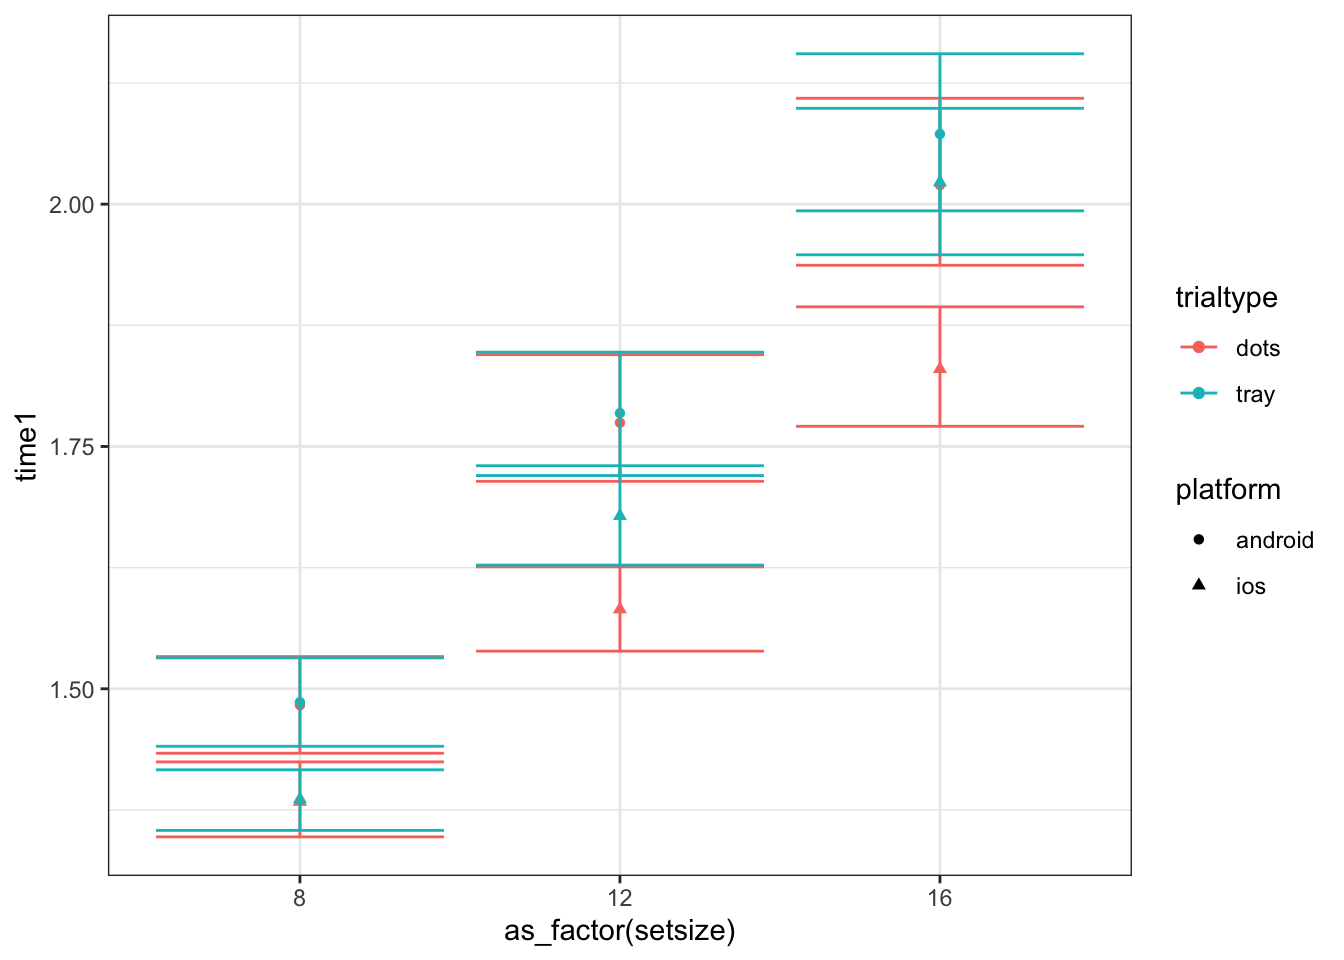 2.00
1.75
1.50
time1
8
12
16
as_factor(setsize)
trialtype
dots
tray
platform
android
ios